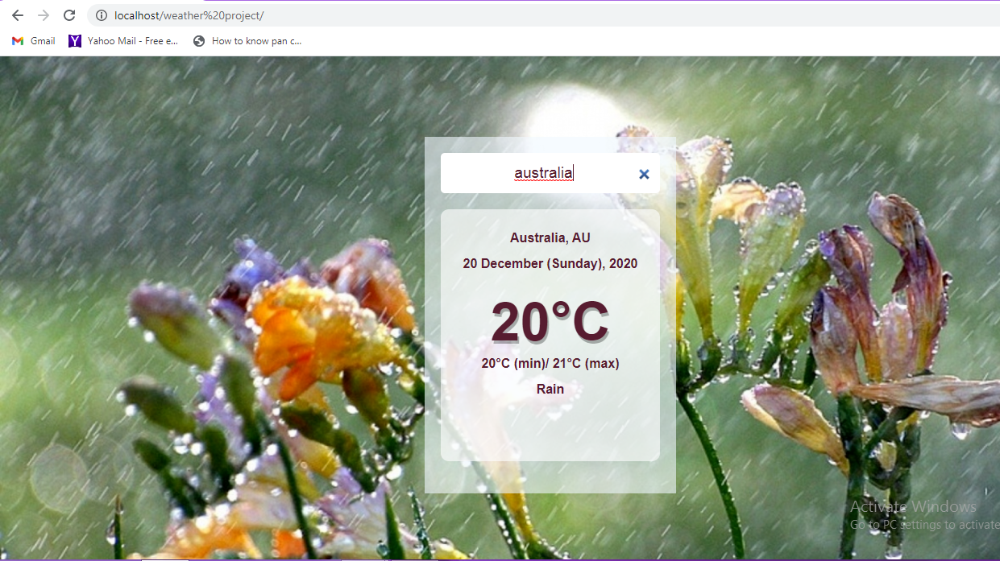 localhost/weather%20project/
Gmail
Yahoo Mail - Free e...
How to know pan c...
australia
Australia, AU
20 December (Sunday), 2020
20°C
20°C (min)/ 21°C (max)
Rain
Activate Windows
Go to PC settings to activate